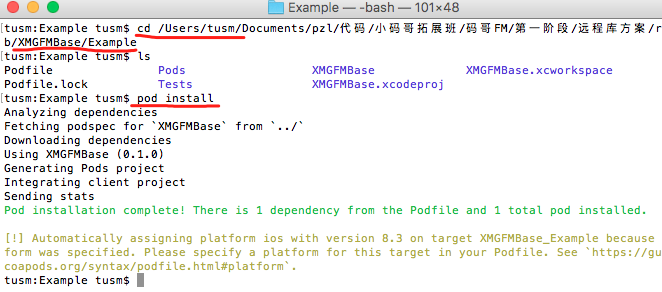 Example — -bash — 101×48
[tusm:Example tusm$ cd /Users/tusm/Documents/pzl/代码/小码哥拓展班/码哥FM/第一阶段/远程库方案/r
b/XMGFMBase/Example
[tusm:Example tusm$ ls
Podfile Pods XMGFMBase XMGFMBase.xcworkspace
Podfile.lock Tests XMGFMBase.xcodeproj
[tusm:Example tusm$ pod install
Analyzing dependencies
Fetching podspec for `XMGFMBase` from `../`
Downloading dependencies
Using XMGFMBase (0.1.0)
Generating Pods project
Integrating client project
Sending stats
Pod installation complete! There is 1 dependency from the Podfile and 1 total pod installed.
[!] Automatically assigning platform ios with version 8.3 on target XMGFMBase_Example because
form was specified. Please specify a platform for this target in your Podfile. See `https://gu
coapods.org/syntax/podfile.html#platform`.
tusm:Example tusm$